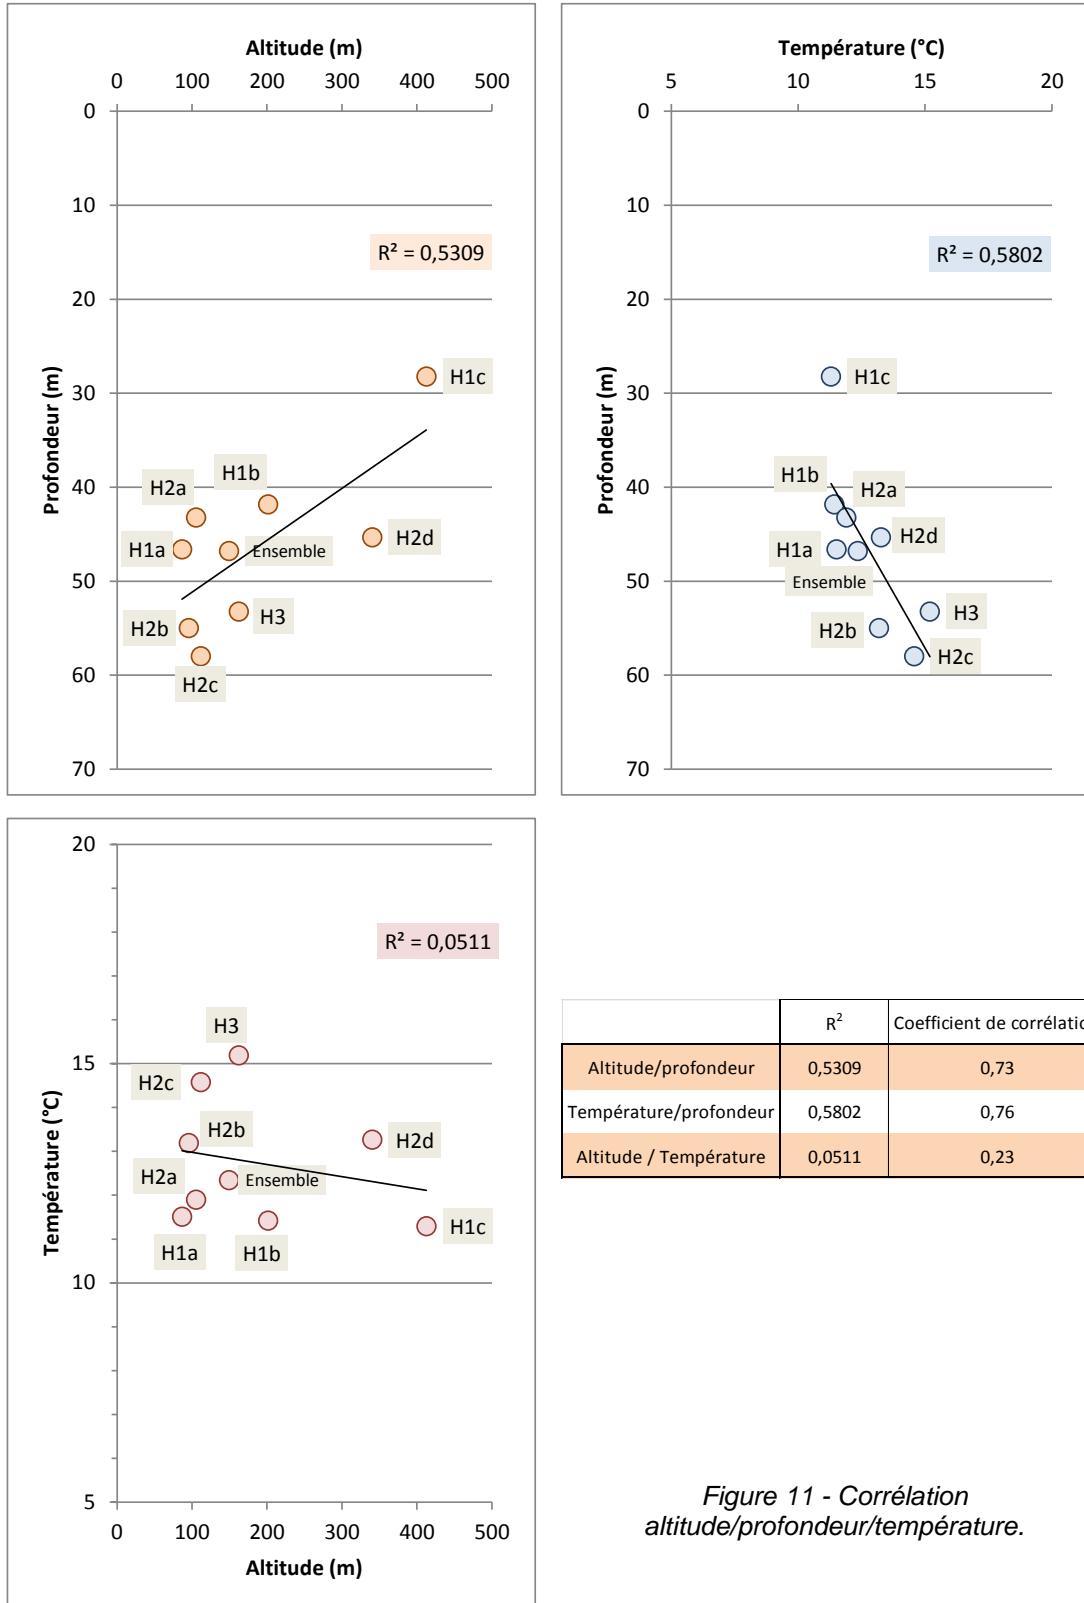 Altitude (m)
0 100 200 300 400 500
0
10
20
30
40
50
60
70
Profondeur (m)
R² = 0,5309
H1c
H1b
H2a
H1a
Ensemble
H2d
H3
H2b
H2c
Température (°C)
5 10 15 20
0
10
20
30
40
50
60
70
Profondeur (m)
R² = 0,5802
H1c
H1b
H2a
H2d
H1a
Ensemble
H3
H2b
H2c
20
15
10
5
Température (°C)
R² = 0,0511
H3
H2c
H2b
H2d
H2a
Ensemble
H1a
H1b
H1c
0 100 200 300 400 500
Altitude (m)
R² Coefficient de corrélatio
Altitude/profondeur 0,5309 0,73
Température/profondeur 0,5802 0,76
Altitude / Température 0,0511 0,23
Figure 11 - Corrélation
altitude/profondeur/température.